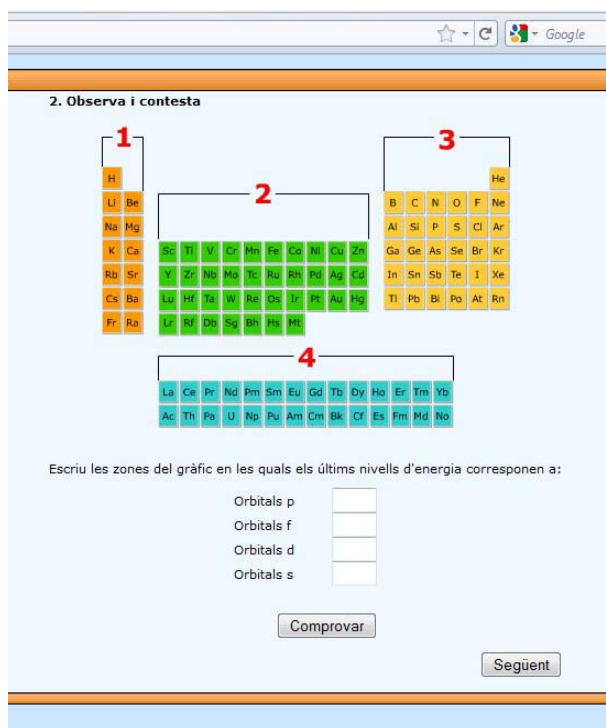 Google
2. Observa i contesta
1
3
H
He
2
Li Be
B C N O F Ne
Na Mg
Al Si P S Cl Ar
K Ca Sc Ti V Cr Mn Fe Co Ni Cu Zn Ga Ge As Se Br Kr
Rb Sr Y Zr Nb Mo Tc Ru Rh Pd Ag Cd In Sn Sb Te I Xe
Cs Ba Lu Hf Ta W Re Os Ir Pt Au Hg Tl Pb Bi Po At Rn
Fr Ra Lr Rf Db Sg Bh Hs Mt
4
La Ce Pr Nd Pm Sm Eu Gd Tb Dy Ho Er Tm Yb
Ac Th Pa U Np Pu Am Cm Bk Cf Es Fm Md No
Escriu les zones del gràfic en les quals els últims nivells d'energia corresponen a:
Orbitals p
Orbitals f
Orbitals d
Orbitals s
Comprovar
Següent